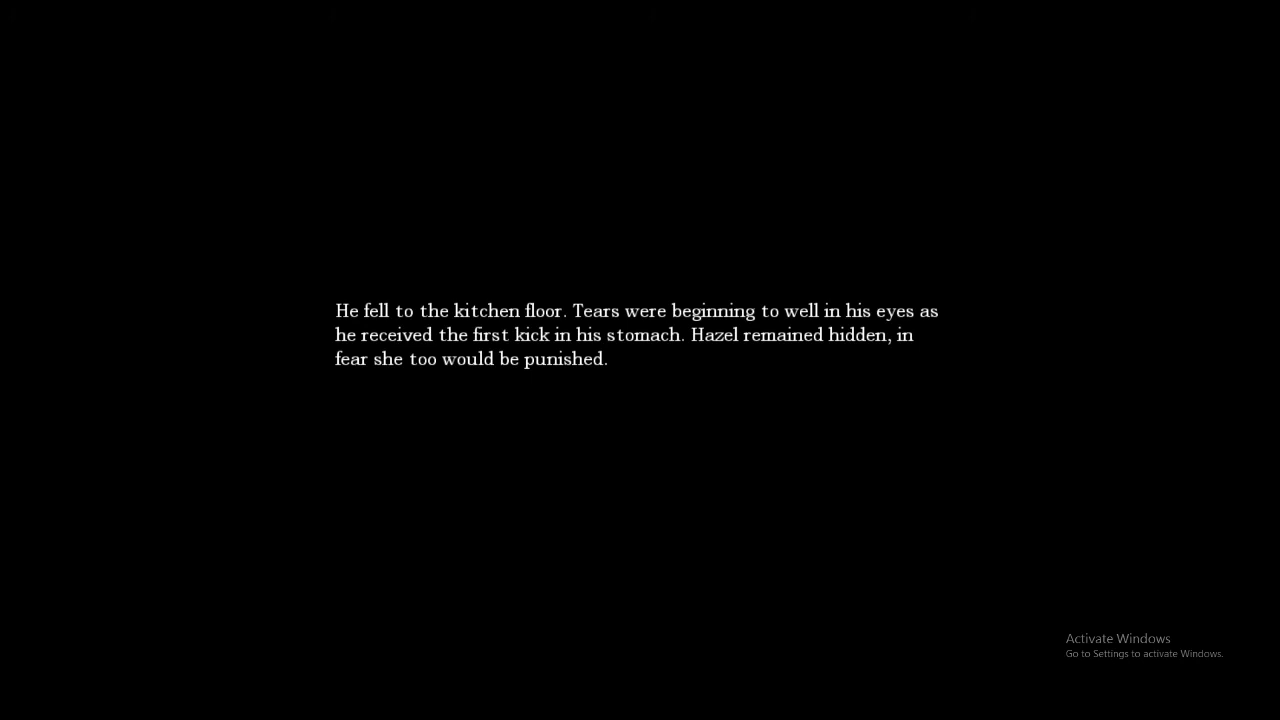 He fell to the kitchen floor. Tears were beginning to well in his eyes as
he received the first kick in his stomach. Hazel remained hidden, in
fear she too would be punished.
Activate Windows
Go to Settings to activate Windows.